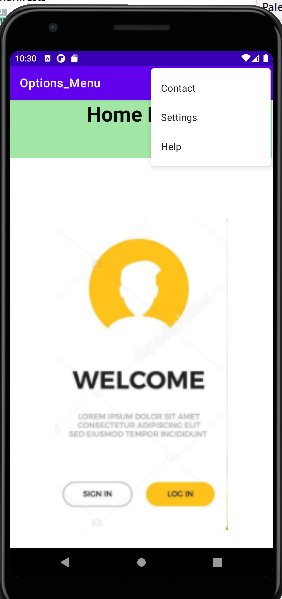 Pale
10:30
Options_Menu
Contact
Settings
Help
Home
WELCOME
LOREM IPSUM DOLOR SIT AMET
CONSECTETUR ADIPISCING ELIT
SED EIUSMOD TEMPOR INCIDIDUNT
SIGN IN
LOG IN